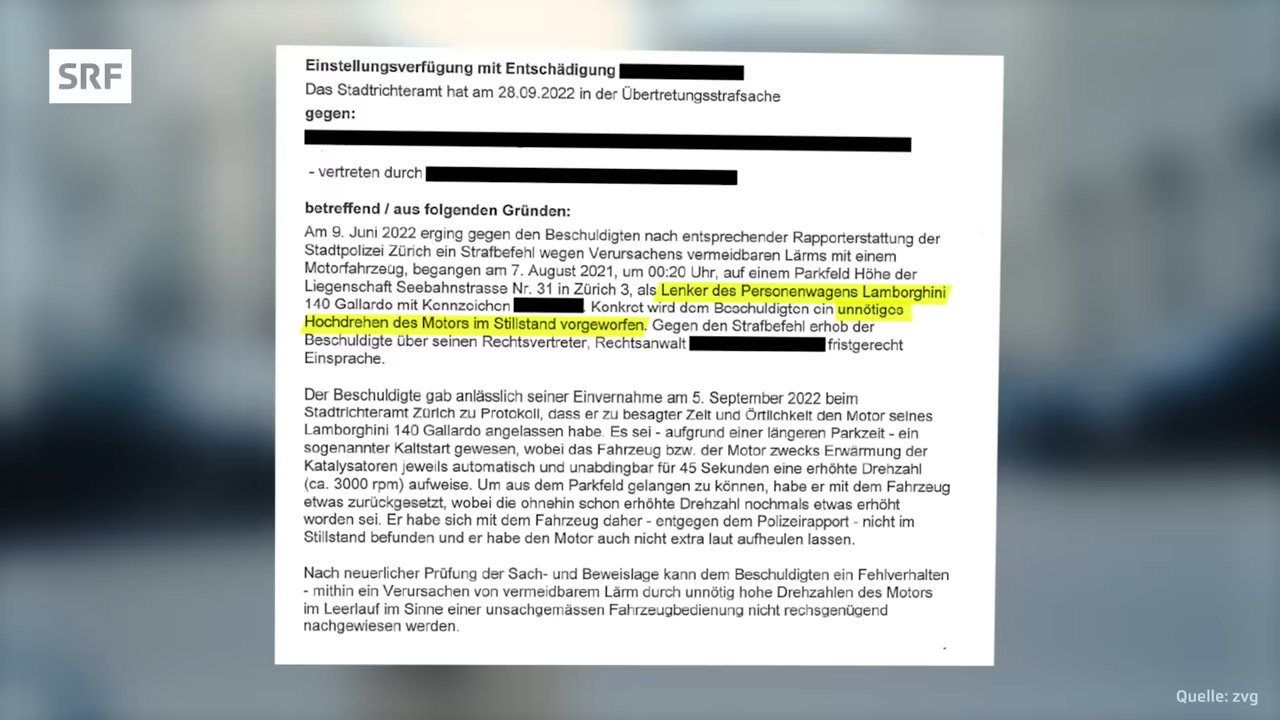 SRF
Einstellungsverfügung mit Entschädigung
Das Stadtrichteramt hat am 28.09.2022 in der Übertretungsstrafsache
gegen:
- vertreten durch
betreffend / aus folgenden Gründen:
Am 9. Juni 2022 erging gegen den Beschuldigten nach entsprechender Rapporterstattung der
Stadtpolizei Zürich ein Strafbefehl wegen Verursachens vermeidbaren Lärms mit einem
Motorfahrzeug, begangen am 7. August 2021, um 00:20 Uhr, auf einem Parkfeld Höhe der
Liegenschaft Seebahnstrasse Nr. 31 in Zürich 3, als Lenker des Personenwagens Lamborghini
140 Gallardo mit Kennzeichen . Konkret wird dem Beschuldigten ein unnötiges
Hochdrehen des Motors im Stillstand vorgeworfen. Gegen den Strafbefehl erhob der
Beschuldigte über seinen Rechtsvertreter, Rechtsanwalt fristgerecht
Einsprache.
Der Beschuldigte gab anlässlich seiner Einvernahme am 5. September 2022 beim
Stadtrichteramt Zürich zu Protokoll, dass er zu besagter Zeit und Örtlichkeit den Motor seines
Lamborghini 140 Gallardo angelassen habe. Es sei - aufgrund einer längeren Parkzeit - ein
sogenannter Kaltstart gewesen, wobei das Fahrzeug bzw. der Motor zwecks Erwärmung der
Katalysatoren jeweils automatisch und unabdingbar für 45 Sekunden eine erhöhte Drehzahl
(ca. 3000 rpm) aufweise. Um aus dem Parkfeld gelangen zu können, habe er mit dem Fahrzeug
etwas zurückgesetzt, wobei die ohnehin schon erhöhte Drehzahl nochmals etwas erhöht
worden sei. Er habe sich mit dem Fahrzeug daher - entgegen dem Polizeirapport - nicht im
Stillstand befunden und er habe den Motor auch nicht extra laut aufheulen lassen.
Nach neuerlicher Prüfung der Sach- und Beweislage kann dem Beschuldigten ein Fehlverhalten
- mithin ein Verursachen von vermeidbarem Lärm durch unnötig hohe Drehzahlen des Motors
im Leerlauf im Sinne einer unsachgemässen Fahrzeugbedienung nicht rechsgenügend
nachgewiesen werden.
Quelle: zvg